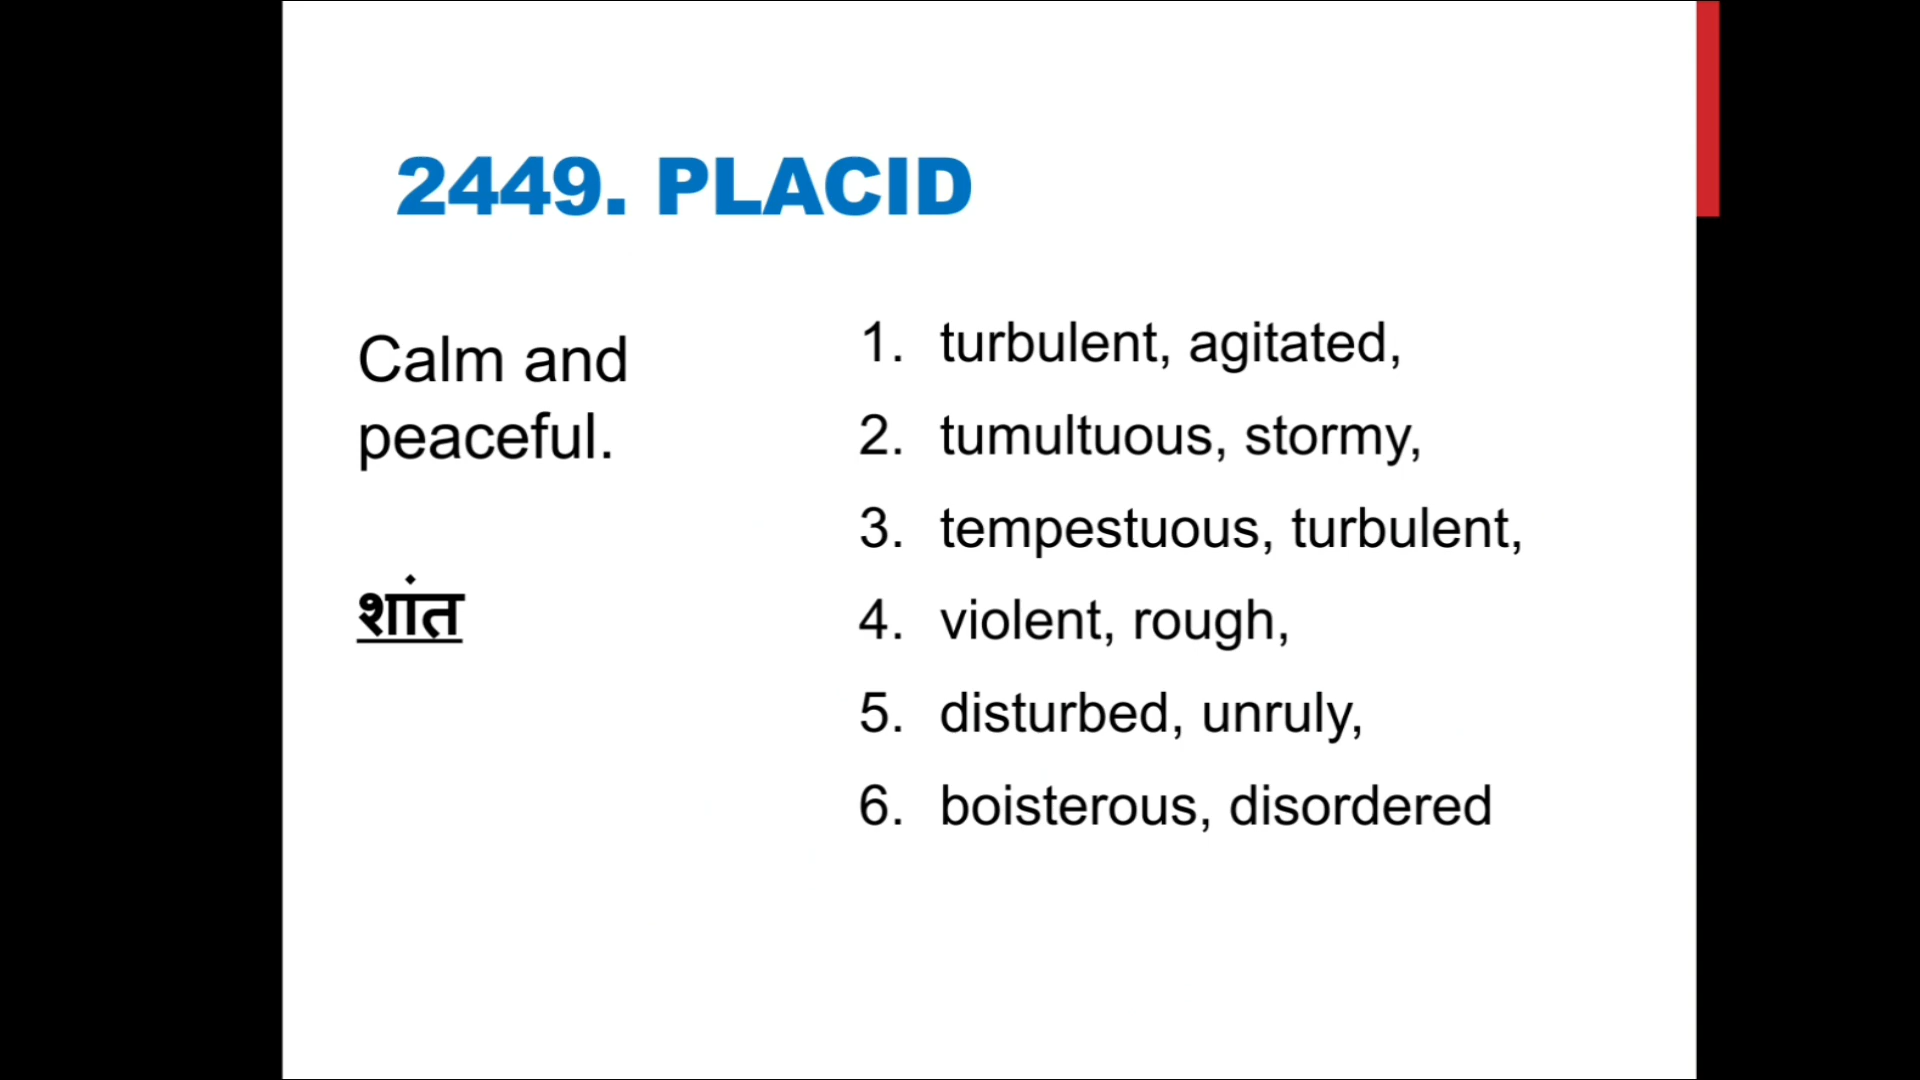 2449. PLACID
Calm and
peaceful.
शांत
1. turbulent, agitated,
2. tumultuous, stormy,
3. tempestuous, turbulent,
4. violent, rough,
5. disturbed, unruly,
6. boisterous, disordered